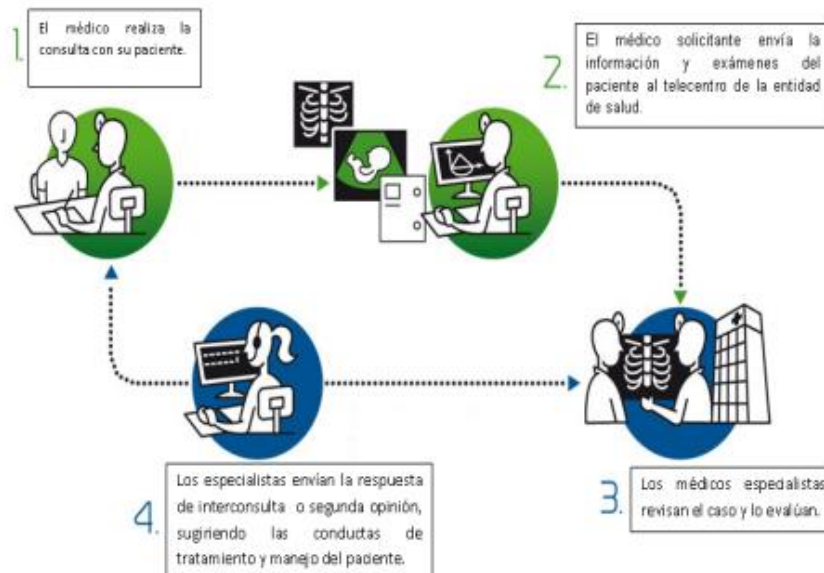 1.
El médico realiza la
consulta con su paciente.
2.
El médico solicitante envía la
información y exámenes del
paciente al telecentro de la entidad
de salud.
3.
Los médicos especialistas
revisan el caso y lo evalúan.
4.
Los especialistas envían la respuesta
de interconsulta o segunda opinión,
sugiriendo las conductas de
tratamiento y manejo del paciente.